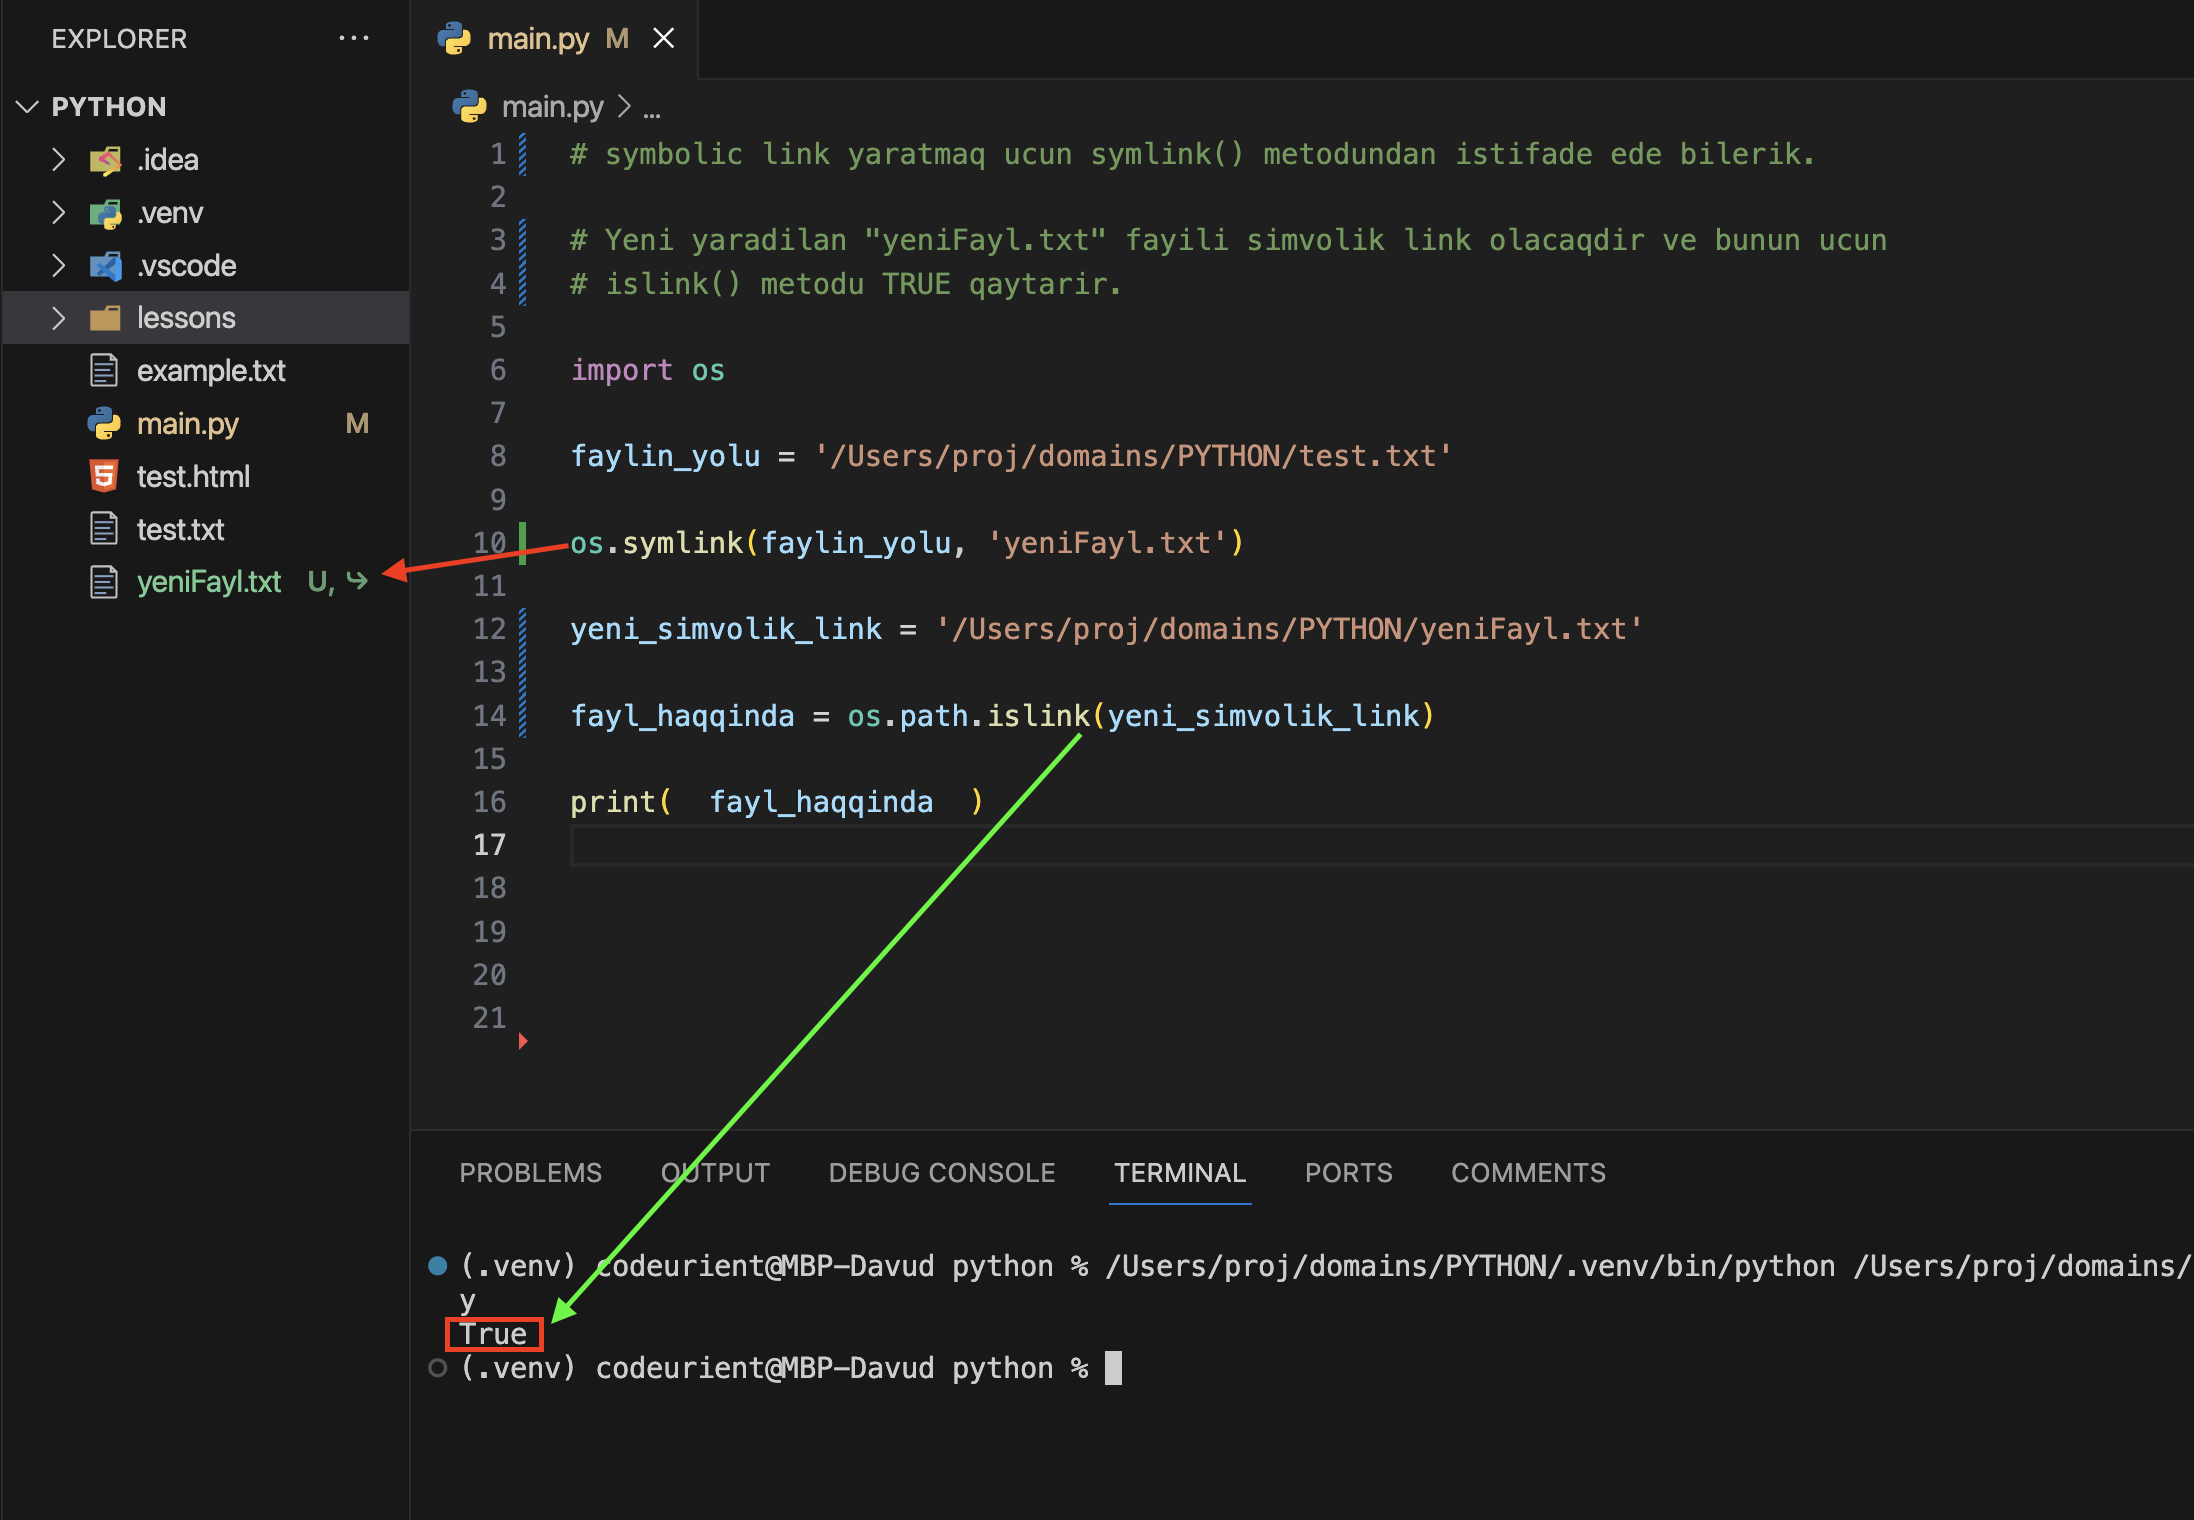 EXPLORER
PYTHON
.idea
.venv
.vscode
lessons
example.txt
main.py M
test.html
test.txt
yeniFayl.txt U,
main.py M
main.py > ...
1 # symbolic link yaratmaq ucun symlink() metodundan istifade ede bilerik.
2
3 # Yeni yaradilan "yeniFayl.txt" fayili simvolik link olacaqdir ve bunun ucun
4 # islink() metodu TRUE qaytarir.
5
6 import os
7
8 faylin_yolu = '/Users/proj/domains/PYTHON/test.txt'
9
10 os.symlink(faylin_yolu, 'yeniFayl.txt')
11
12 yeni_simvolik_link = '/Users/proj/domains/PYTHON/yeniFayl.txt'
13
14 fayl_haqqinda = os.path.islink(yeni_simvolik_link)
15
16 print(  fayl_haqqinda  )
17
18
19
20
21
PROBLEMS OUTPUT DEBUG CONSOLE TERMINAL PORTS COMMENTS
(.venv) codeurient@MBP-Davud python % /Users/proj/domains/PYTHON/.venv/bin/python /Users/proj/domains/
y
True
(.venv) codeurient@MBP-Davud python %